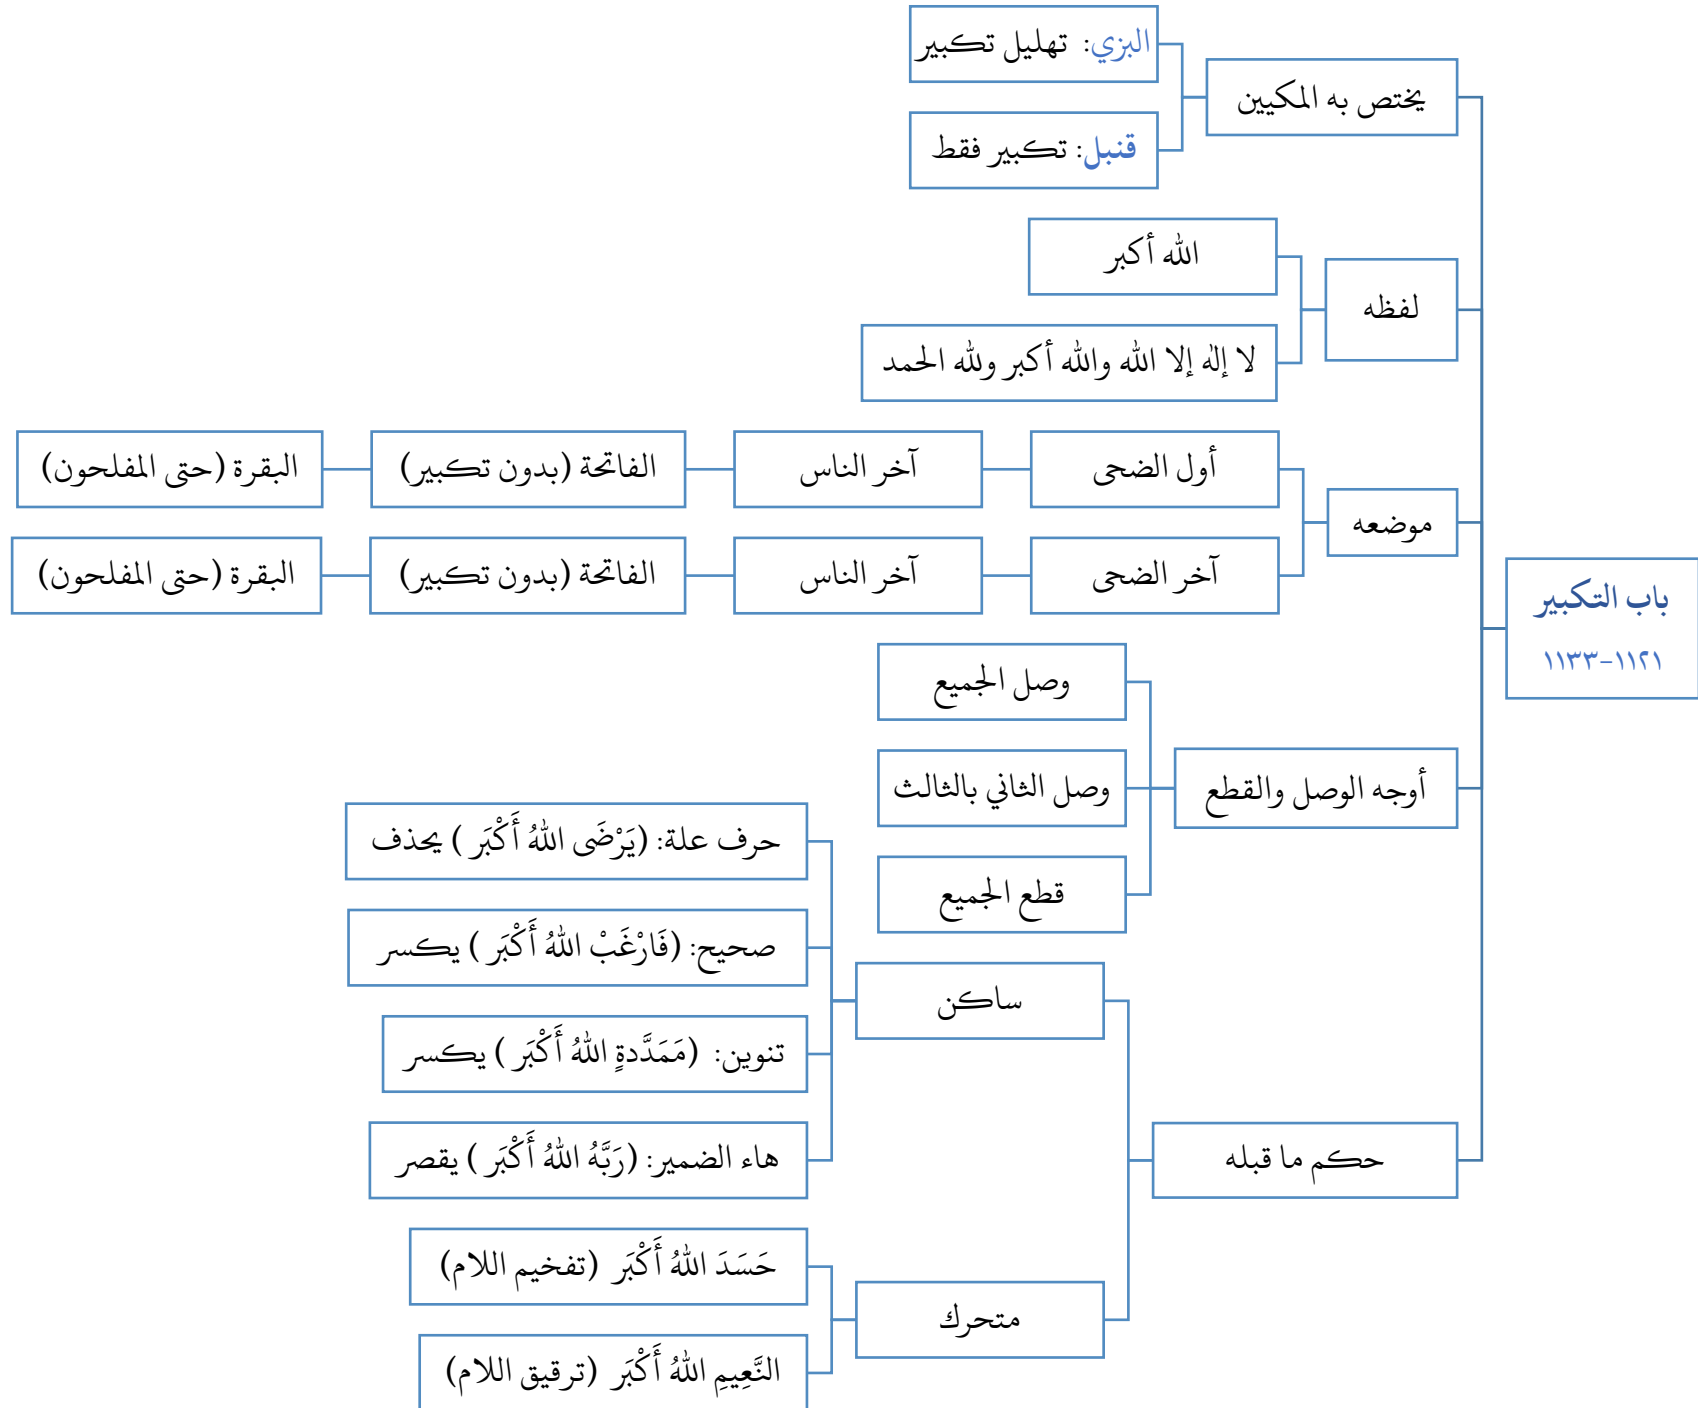 باب التكبير
١١٢١-١١٣٣
يختص به المكيين
البزي: تهليل تكبير
قنبل: تكبير فقط
لفظه
الله أكبر
لا إله إلا الله والله أكبر ولله الحمد
موضعه
أول الضحى
آخر الناس
الفاتحة (بدون تكبير)
البقرة (حتى المفلحون)
آخر الضحى
آخر الناس
الفاتحة (بدون تكبير)
البقرة (حتى المفلحون)
أوجه الوصل والقطع
وصل الجميع
وصل الثاني بالثالث
قطع الجميع
حكم ما قبله
ساكن
حرف علة: (يَرْضَى اللهُ أَكْبَر ) يحذف
صحيح: (فَارْغَبْ اللهُ أَكْبَر ) يكسر
تنوين: (مَمَدَّدةٍ اللهُ أَكْبَر ) يكسر
هاء الضمير: (رَبَّهُ اللهُ أَكْبَر ) يقصر
متحرك
حَسَدَ اللهُ أَكْبَر (تفخيم اللام)
النَّعِيمِ اللهُ أَكْبَر (ترقيق اللام)